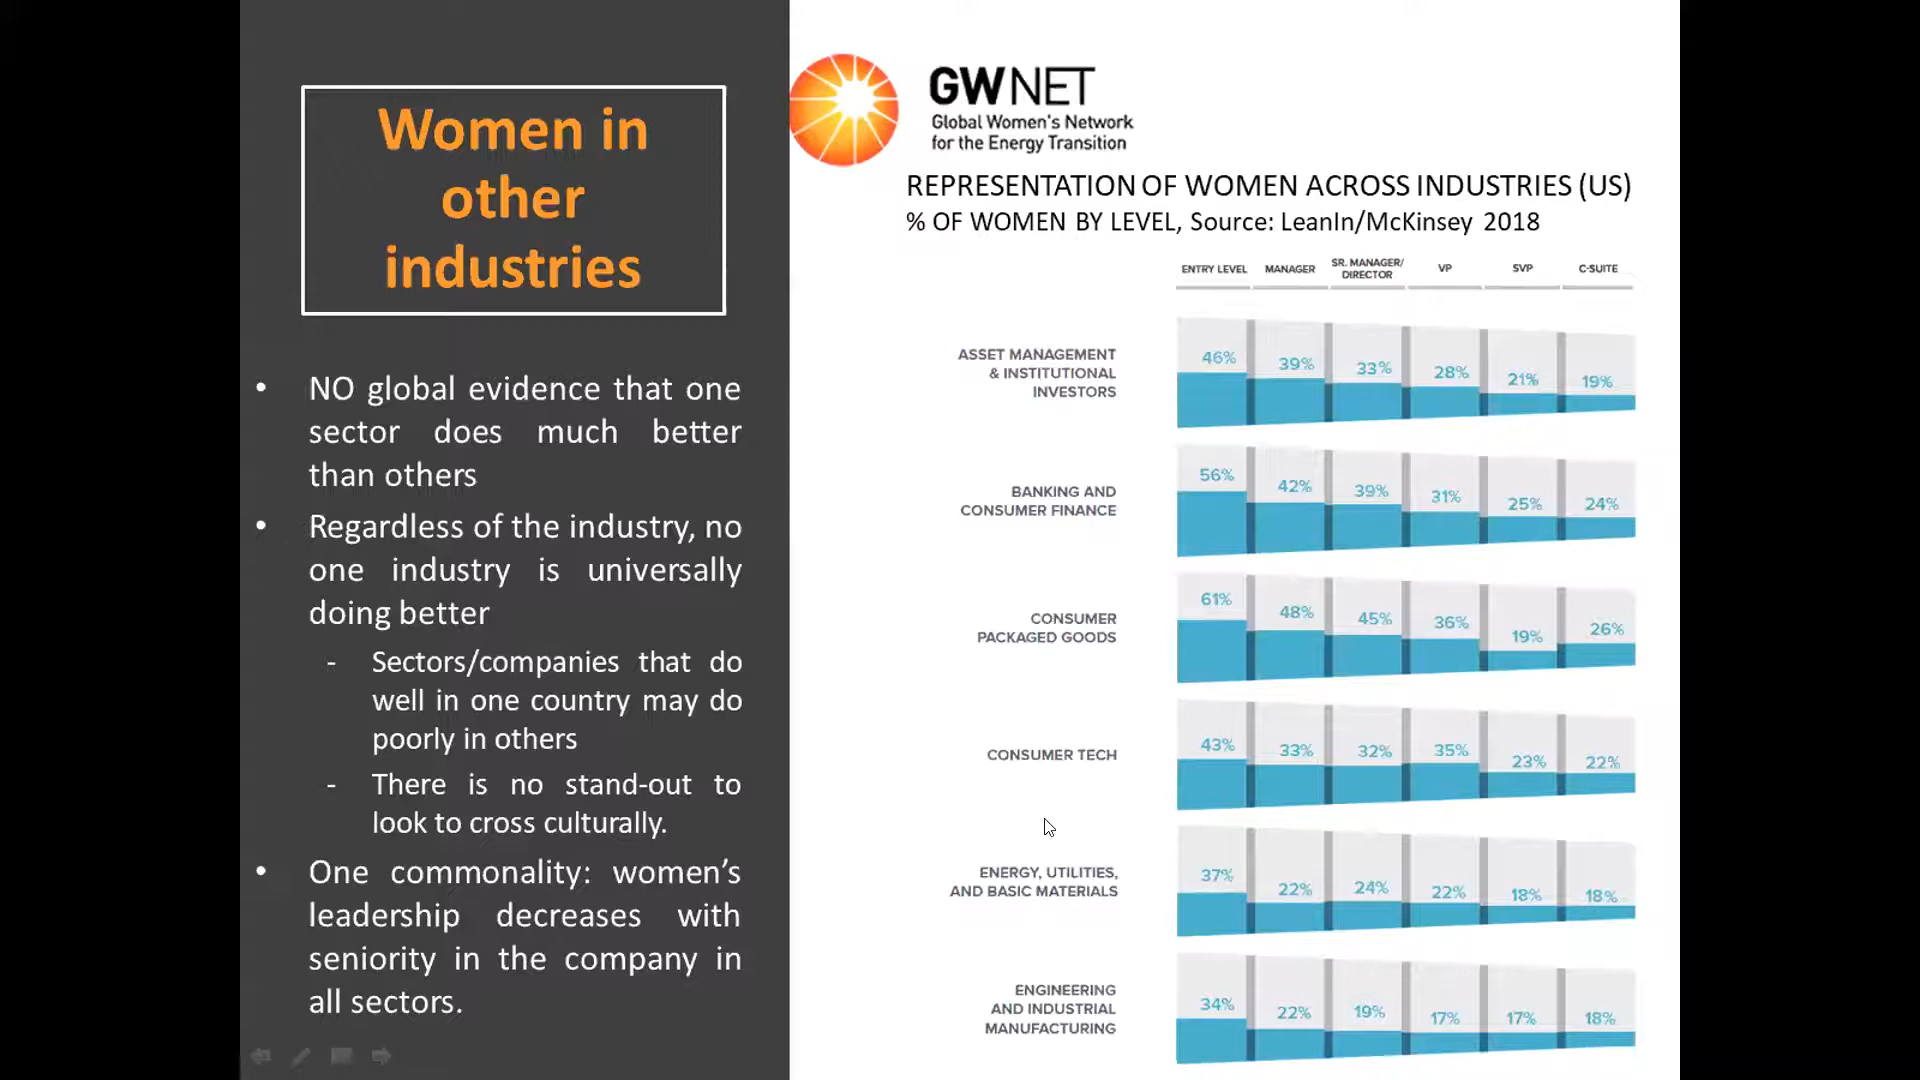 Women in
other
industries
• NO global evidence that one
sector does much better
than others
• Regardless of the industry, no
one industry is universally
doing better
- Sectors/companies that do
well in one country may do
poorly in others
- There is no stand-out to
look to cross culturally.
• One commonality: women's
leadership decreases with
seniority in the company in
all sectors.
GWNET
Global Women's Network
for the Energy Transition
REPRESENTATION OF WOMEN ACROSS INDUSTRIES (US)
% OF WOMEN BY LEVEL, Source: LeanIn/McKinsey 2018
ENTRY LEVEL MANAGER SR. MANAGER/ DIRECTOR VP SVP C-SUITE
ASSET MANAGEMENT
& INSTITUTIONAL
INVESTORS
46% 39% 33% 28% 21% 19%
BANKING AND
CONSUMER FINANCE
56% 42% 39% 31% 25% 24%
CONSUMER
PACKAGED GOODS
61% 48% 45% 36% 19% 26%
CONSUMER TECH
43% 33% 32% 35% 23% 22%
ENERGY, UTILITIES,
AND BASIC MATERIALS
37% 22% 24% 22% 18% 18%
ENGINEERING
AND INDUSTRIAL
MANUFACTURING
34% 22% 19% 17% 17% 18%